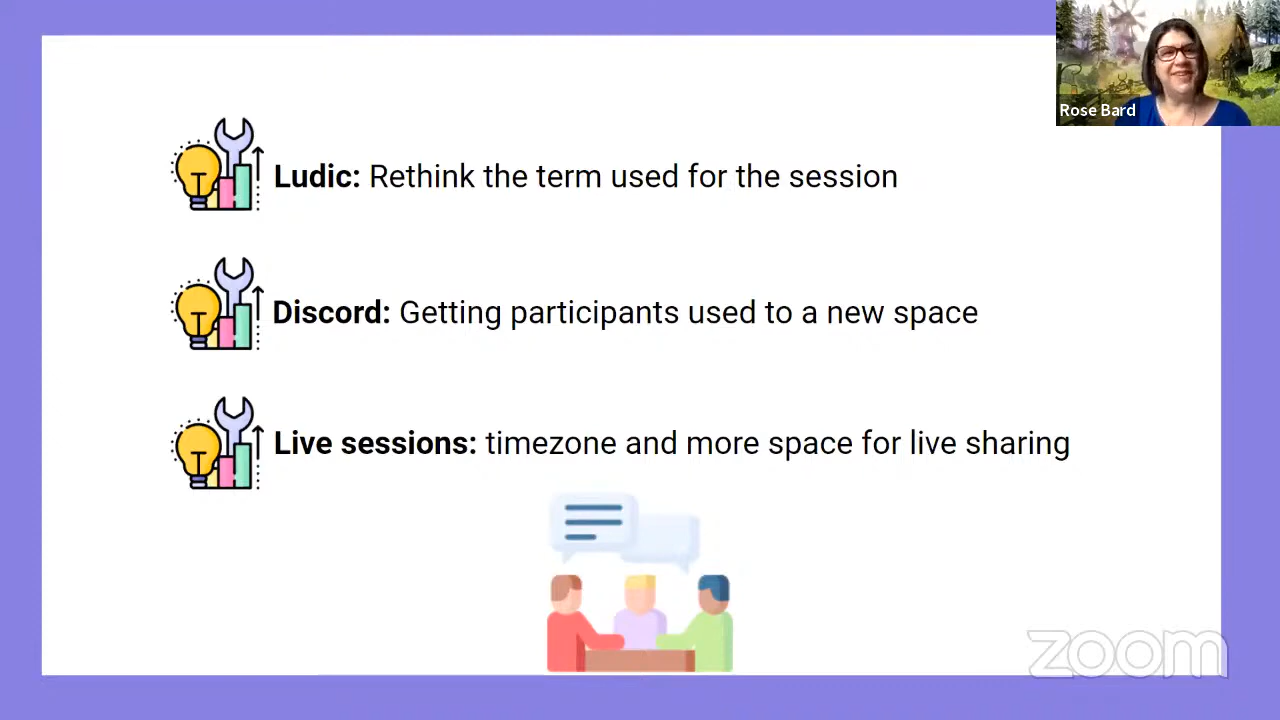 Rose Bard
Ludic: Rethink the term used for the session
Discord: Getting participants used to a new space
Live sessions: timezone and more space for live sharing
zoom